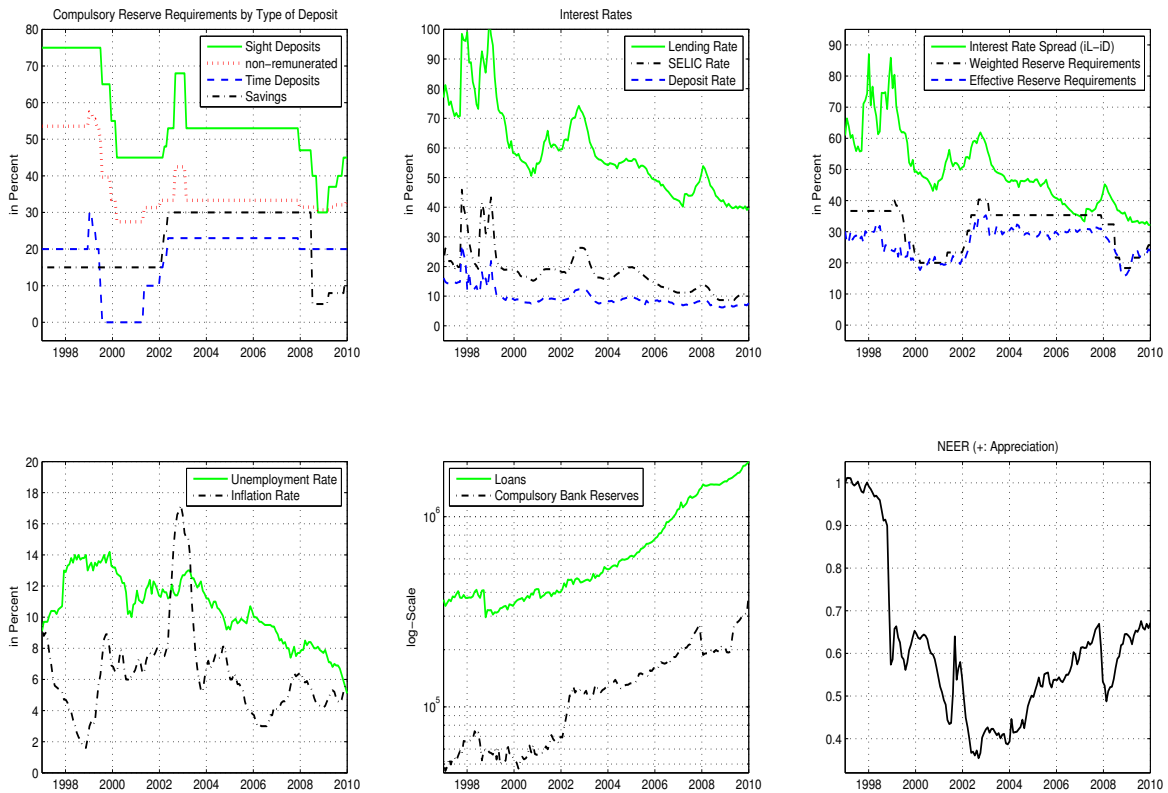 Compulsory Reserve Requirements by Type of Deposit
80
70
60
50
40
30
20
10
0
in Percent
Sight Deposits
non−remunerated
Time Deposits
Savings
1998 2000 2002 2004 2006 2008 2010
Interest Rates
100
90
80
70
60
50
40
30
20
10
0
in Percent
Lending Rate
SELIC Rate
Deposit Rate
1998 2000 2002 2004 2006 2008 2010
90
80
70
60
50
40
30
20
10
0
in Percent
Interest Rate Spread (iL−iD)
Weighted Reserve Requirements
Effective Reserve Requirements
1998 2000 2002 2004 2006 2008 2010
20
18
16
14
12
10
8
6
4
2
0
in Percent
Unemployment Rate
Inflation Rate
1998 2000 2002 2004 2006 2008 2010
10^6
10^5
log−Scale
Loans
Compulsory Bank Reserves
1998 2000 2002 2004 2006 2008 2010
NEER (+: Appreciation)
1
0.9
0.8
0.7
0.6
0.5
0.4
1998 2000 2002 2004 2006 2008 2010